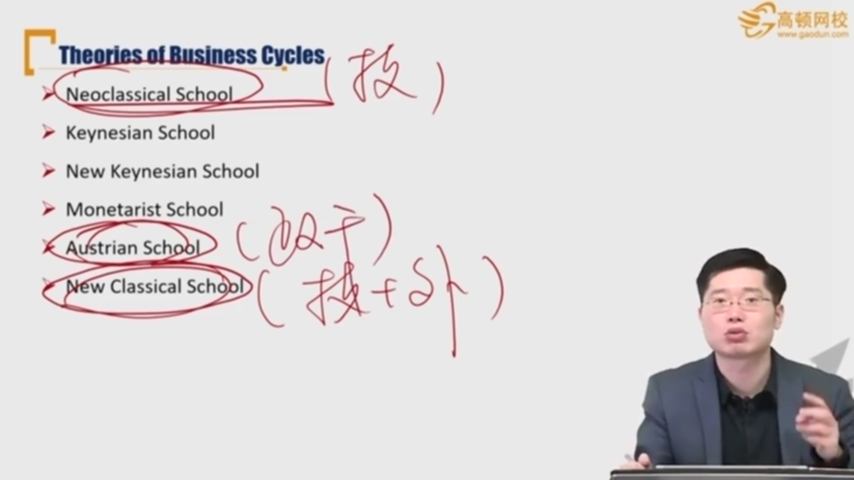 高顿网校
www.gaodun.com
Theories of Business Cycles
Neoclassical School (技)
Keynesian School
New Keynesian School
Monetarist School
Austrian School (政干)
New Classical School (技+外)